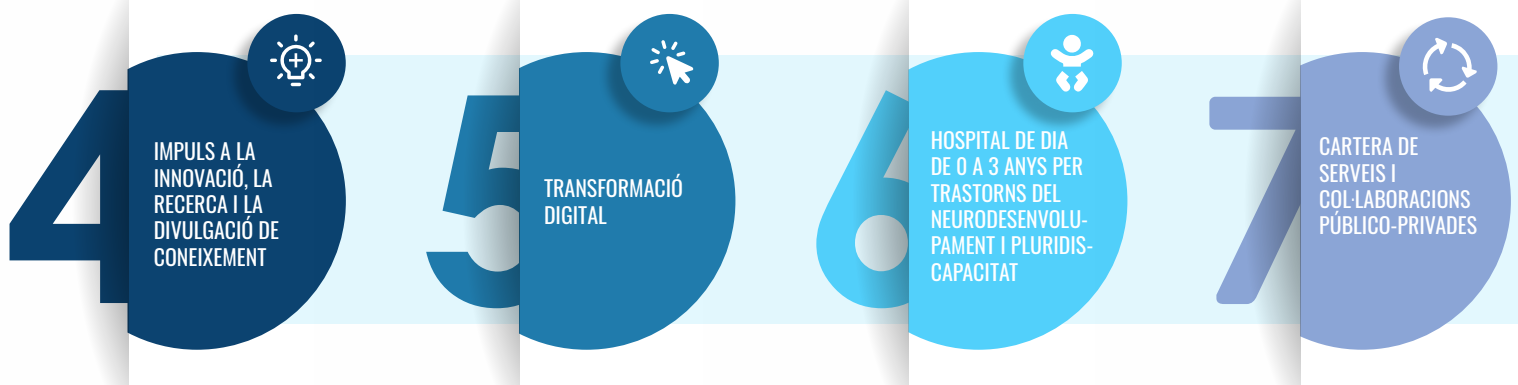 4
IMPULS A LA
INNOVACIÓ, LA
RECERCA I LA
DIVULGACIÓ DE
CONEIXEMENT
5
TRANSFORMACIÓ
DIGITAL
6
HOSPITAL DE DIA
DE 0 A 3 ANYS PER
TRASTORNS DEL
NEURODESENVOLU-
PAMENT I PLURIDIS-
CAPACITAT
7
CARTERA DE
SERVEIS I
COL·LABORACIONS
PÚBLICO-PRIVADES